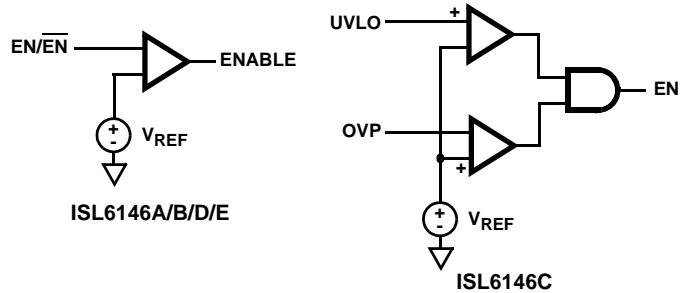 EN/EN
ENABLE
+
-
VREF
ISL6146A/B/D/E
UVLO
+
EN
OVP
+
+
-
VREF
ISL6146C